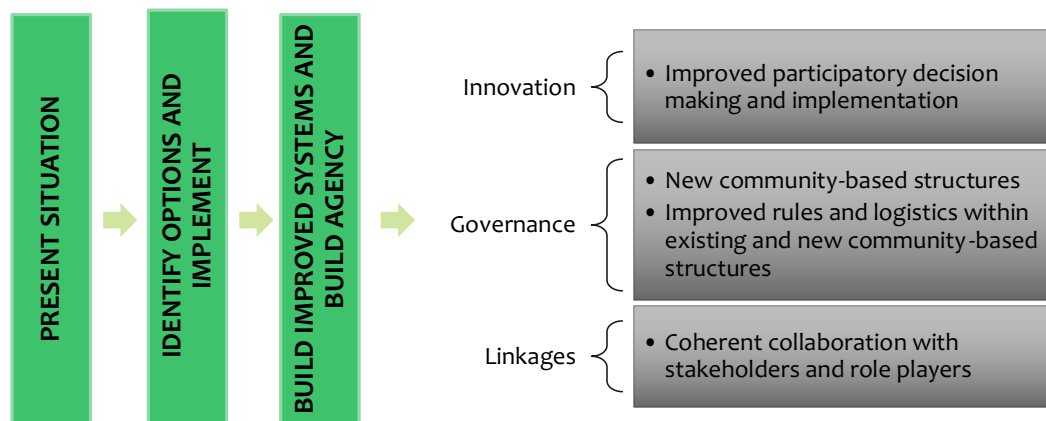 PRESENT SITUATION
IDENTIFY OPTIONS AND
IMPLEMENT
BUILD IMPROVED SYSTEMS AND
BUILD AGENCY
Innovation
• Improved participatory decision
making and implementation
Governance
• New community-based structures
• Improved rules and logistics within
existing and new community-based
structures
Linkages
• Coherent collaboration with
stakeholders and role players